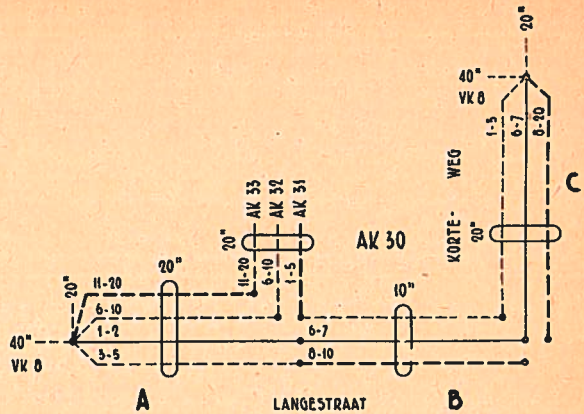 20"
40"
VK 8
1-5
6-7
8-20
C
KORTE- WEG
20"
AK 33
AK 32
AK 31
20"
AK 30
11-20
6-10
1-5
20"
11-20
20"
6-10
1-2
40"
VK 8
3-5
10"
6-7
8-10
A
LANGESTRAAT
B